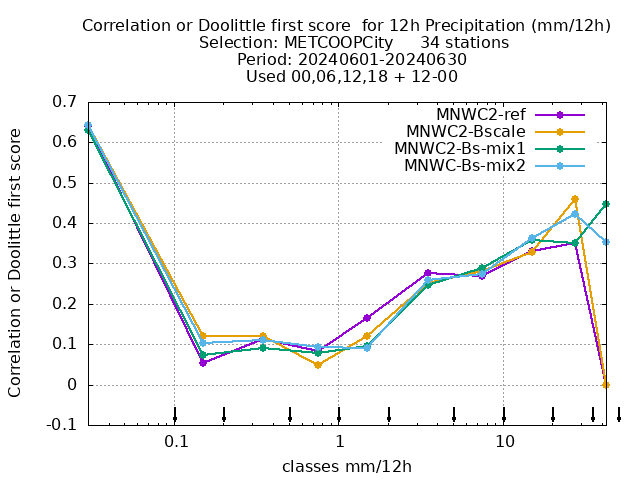 Correlation or Doolittle first score  for 12h Precipitation (mm/12h)
Selection: METCOOPCity     34 stations
Period: 20240601-20240630
Used 00,06,12,18 + 12-00
MNWC2-ref
MNWC2-Bscale
MNWC2-Bs-mix1
MNWC-Bs-mix2
Correlation or Doolittle first score
0.7
0.6
0.5
0.4
0.3
0.2
0.1
0
-0.1
0.1 1 10
classes mm/12h